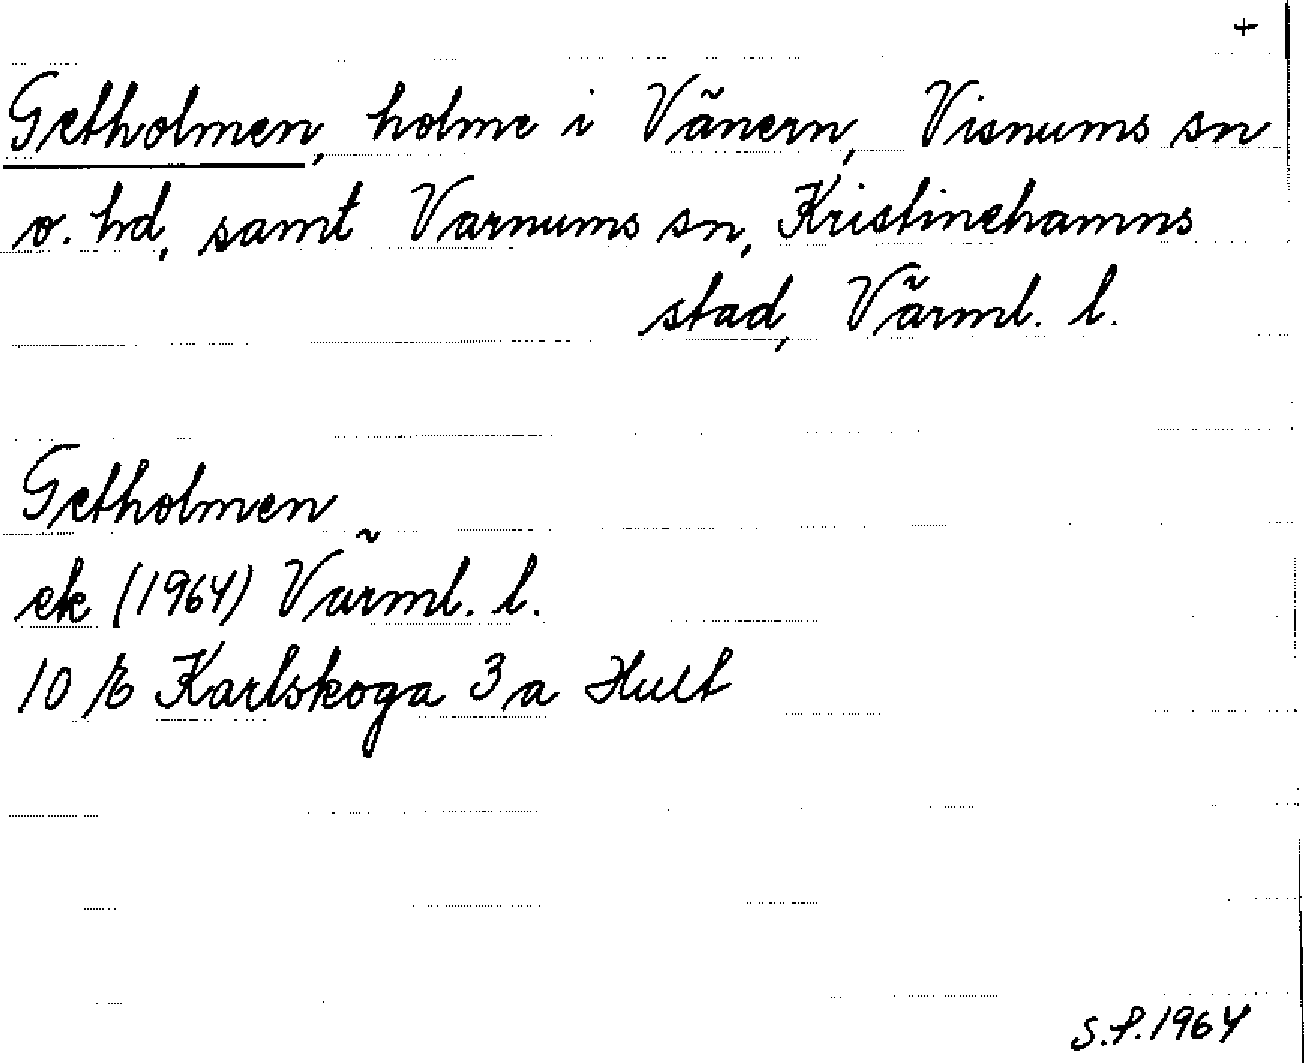 +
Getholmen, holme i Vänern, Visnums sn
o. hd, samt Varnums sn, Kristinehamns
stad, Värml. l.
Getholmen
ek (1964) Värml. l.
10 E Karlskoga 3 a Hult
S.P. 1964